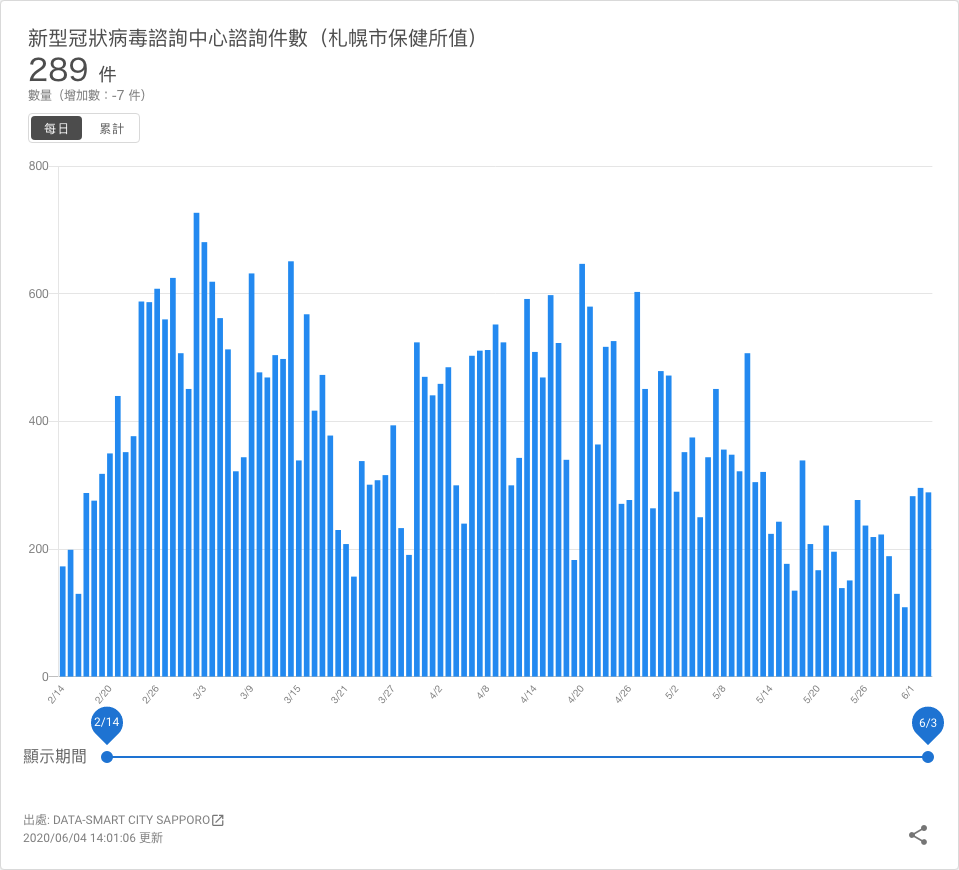 新型冠狀病毒諮詢中心諮詢件數（札幌市保健所值）
289 件
數量（增加數：-7 件）
每日 累計
800
600
400
200
0
2/14 2/20 2/26 3/3 3/9 3/15 3/21 3/27 4/2 4/8 4/14 4/20 4/26 5/2 5/8 5/14 5/20 5/26 6/1
2/14 6/3
顯示期間
出處: DATA-SMART CITY SAPPORO
2020/06/04 14:01:06 更新